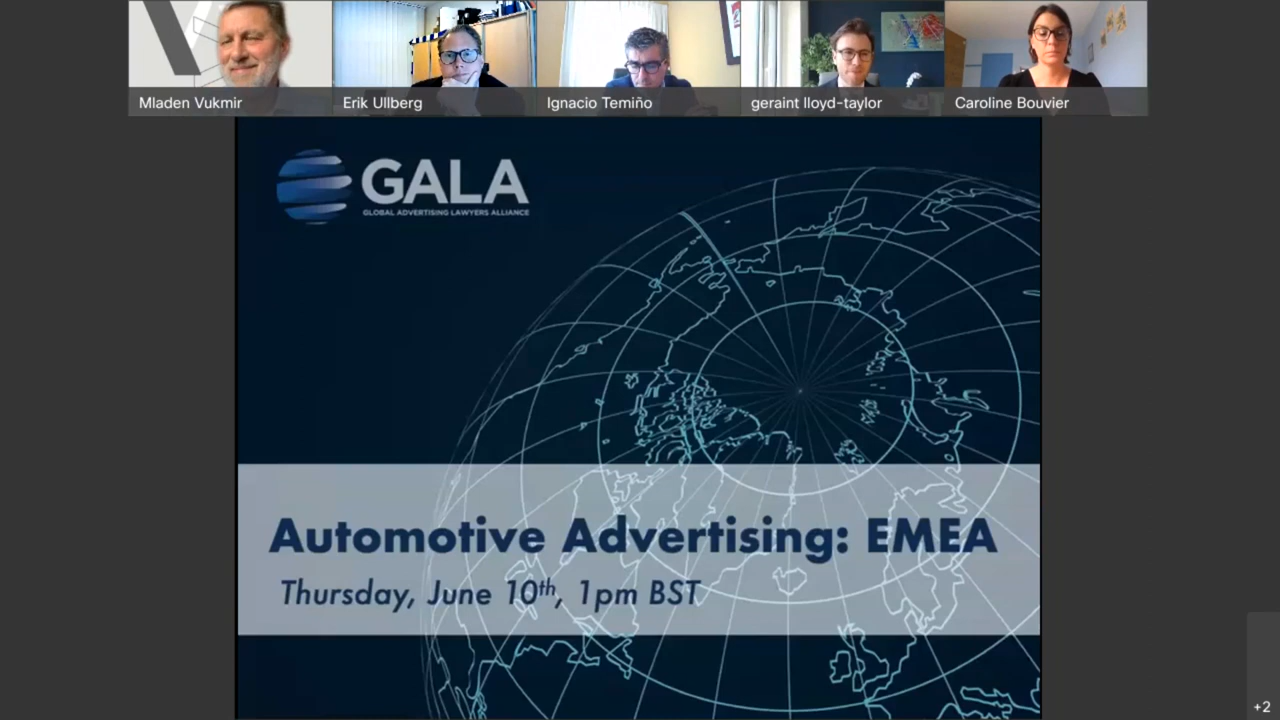 Mladen Vukmir
Erik Ullberg
Ignacio Temiño
geraint lloyd-taylor
Caroline Bouvier
GALA
GLOBAL ADVERTISING LAWYERS ALLIANCE
Automotive Advertising: EMEA
Thursday, June 10th, 1pm BST
+2